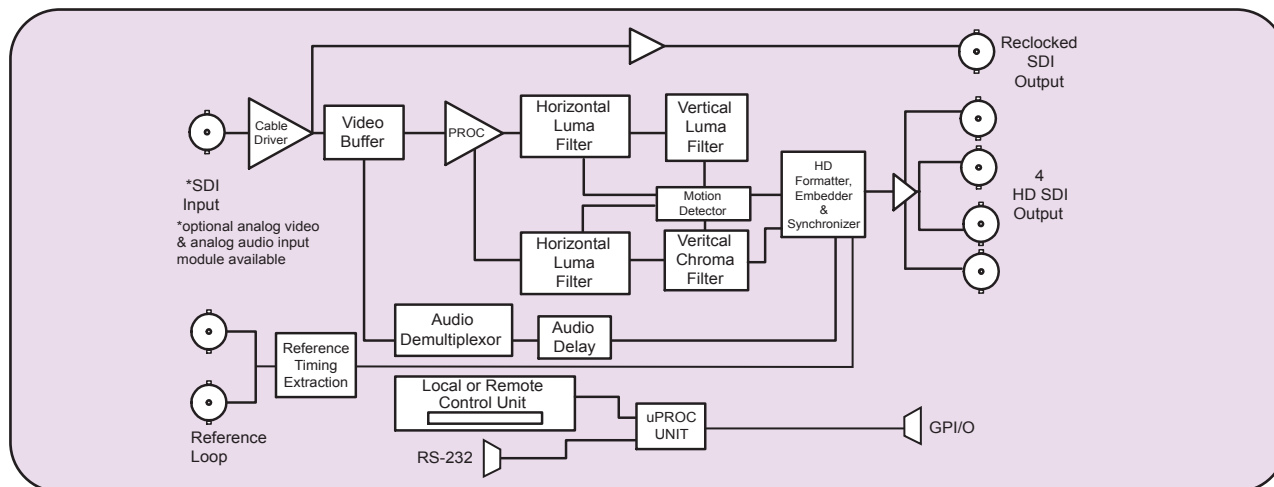 Reclocked
SDI
Output
Cable
Driver
Video
Buffer
PROC
Horizontal
Luma
Filter
Vertical
Luma
Filter
*SDI
Input
*optional analog video
& analog audio input
module available
Motion
Detector
HD
Formatter,
Embedder
&
Synchronizer
4
HD SDI
Output
Horizontal
Luma
Filter
Veritcal
Chroma
Filter
Audio
Demultiplexor
Audio
Delay
Reference
Timing
Extraction
Local or Remote
Control Unit
uPROC
UNIT
GPI/O
Reference
Loop
RS-232